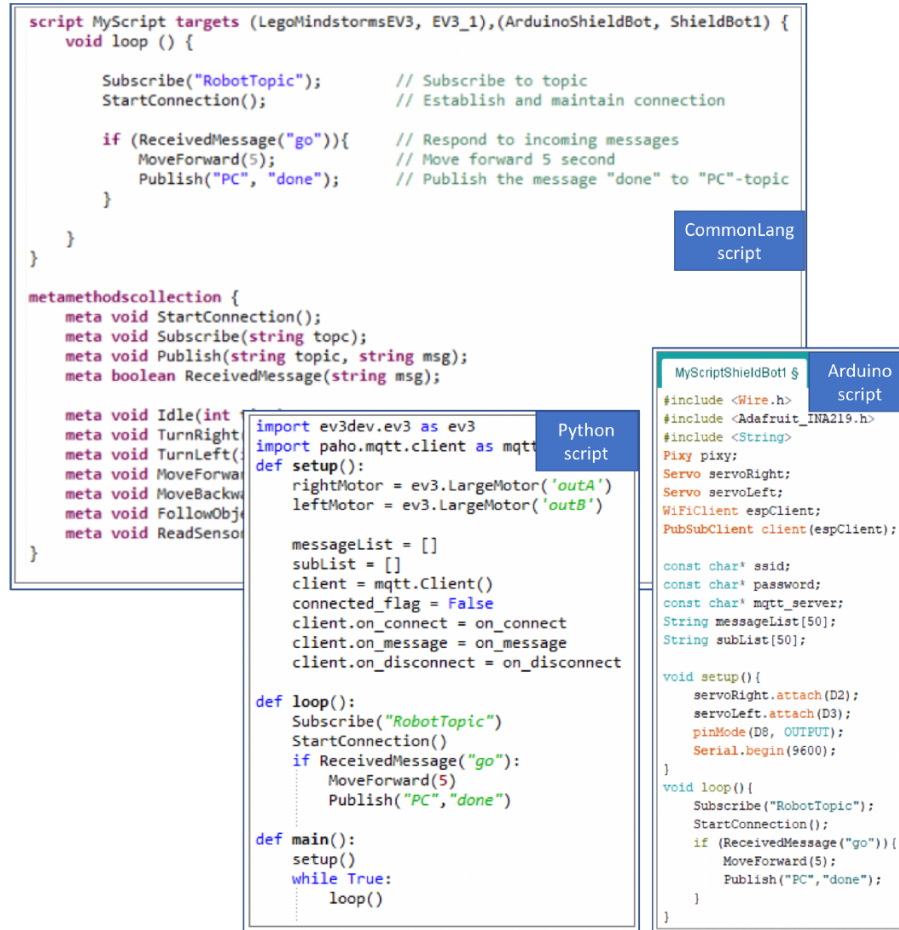 script MyScript targets (LegoMindstormsEV3, EV3_1),(ArduinoShieldBot, ShieldBot1) {
void loop () {
Subscribe("RobotTopic"); // Subscribe to topic
StartConnection(); // Establish and maintain connection
if (ReceivedMessage("go")){ // Respond to incoming messages
MoveForward(5); // Move forward 5 second
Publish("PC", "done"); // Publish the message "done" to "PC"-topic
}
}
}
CommonLang
script
metamethodscollection {
meta void StartConnection();
meta void Subscribe(string topc);
meta void Publish(string topic, string msg);
meta boolean ReceivedMessage(string msg);
meta void Idle(int
meta void TurnRight(
meta void TurnLeft(
meta void MoveForwar
meta void MoveBackwa
meta void FollowObje
meta void ReadSensor
}
Python
script
import ev3dev.ev3 as ev3
import paho.mqtt.client as mqtt
def setup():
rightMotor = ev3.LargeMotor('outA')
leftMotor = ev3.LargeMotor('outB')
messageList = []
subList = []
client = mqtt.Client()
connected_flag = False
client.on_connect = on_connect
client.on_message = on_message
client.on_disconnect = on_disconnect
def loop():
Subscribe("RobotTopic")
StartConnection()
if ReceivedMessage("go"):
MoveForward(5)
Publish("PC","done")
def main():
setup()
while True:
loop()
Arduino
script
MyScriptShieldBot1 §
#include <Wire.h>
#include <Adafruit_INA219.h>
#include <String>
Pixy pixy;
Servo servoRight;
Servo servoLeft;
WiFiClient espClient;
PubSubClient client(espClient);
const char* ssid;
const char* password;
const char* mqtt_server;
String messageList[50];
String subList[50];
void setup(){
servoRight.attach(D2);
servoLeft.attach(D3);
pinMode(D8, OUTPUT);
Serial.begin(9600);
}
void loop(){
Subscribe("RobotTopic");
StartConnection();
if (ReceivedMessage("go")){
MoveForward(5);
Publish("PC","done");
}
}